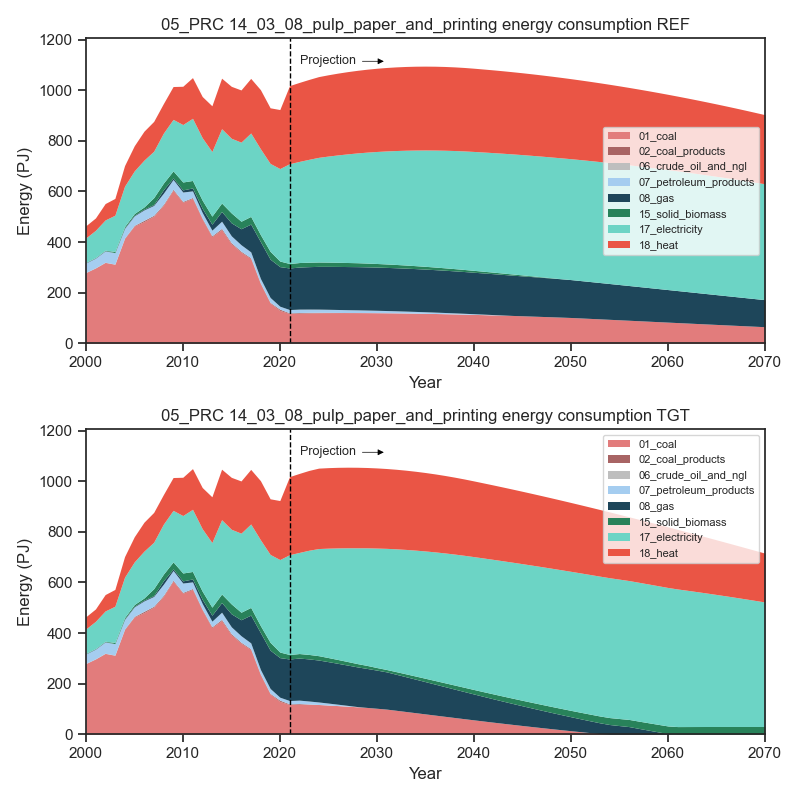 05_PRC 14_03_08_pulp_paper_and_printing energy consumption REF
1200
1000
800
600
400
200
0
Energy (PJ)
Projection
01_coal
02_coal_products
06_crude_oil_and_ngl
07_petroleum_products
08_gas
15_solid_biomass
17_electricity
18_heat
2000 2010 2020 2030 2040 2050 2060 2070
Year
05_PRC 14_03_08_pulp_paper_and_printing energy consumption TGT
1200
1000
800
600
400
200
0
Energy (PJ)
Projection
01_coal
02_coal_products
06_crude_oil_and_ngl
07_petroleum_products
08_gas
15_solid_biomass
17_electricity
18_heat
2000 2010 2020 2030 2040 2050 2060 2070
Year